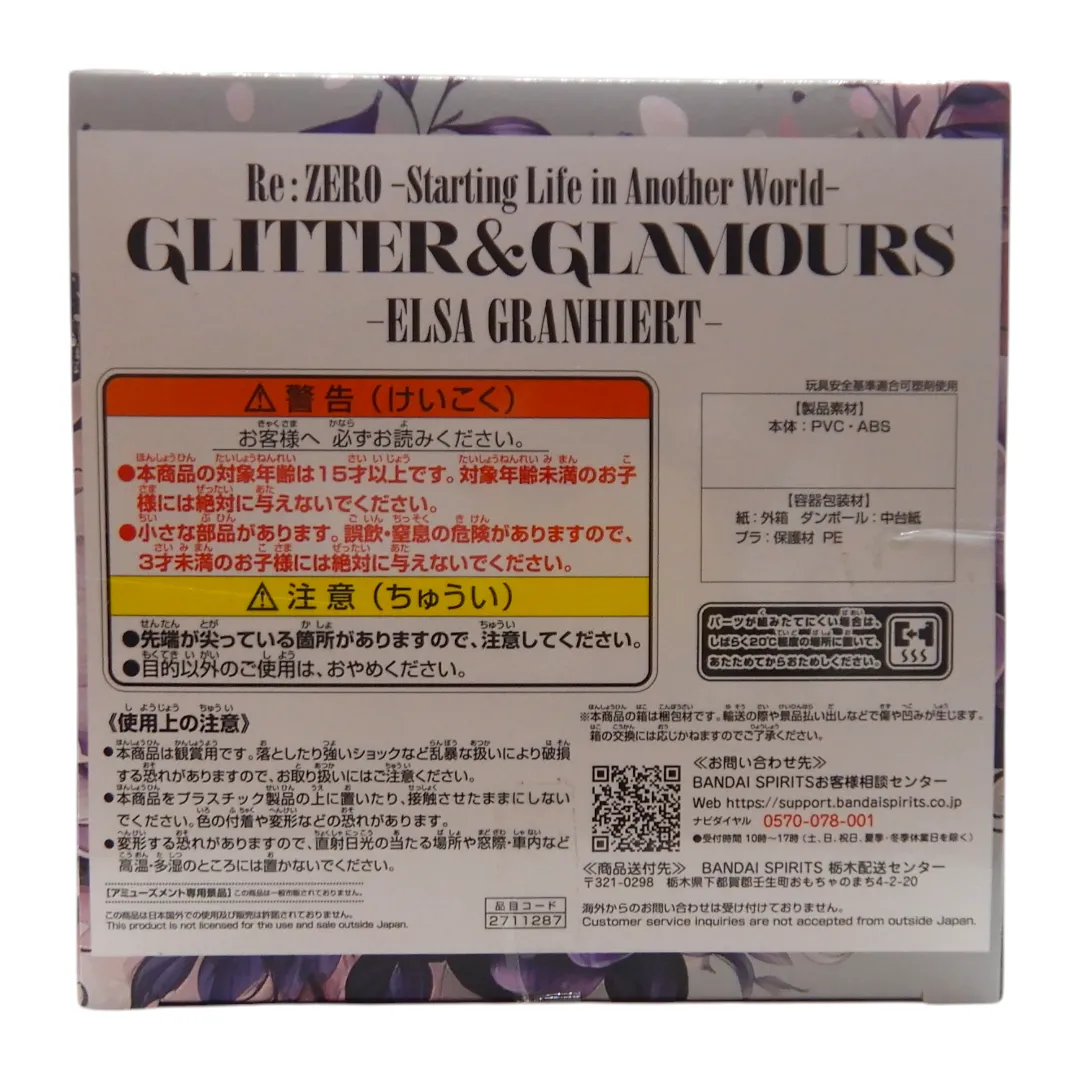 Re:ZERO -Starting Life in Another World-
GLITTER&GLAMOURS
-ELSA GRANHIERT-
⚠警告(けいこく)
お客様へ 必ずお読みください。
●本商品の対象年齢は15才以上です。対象年齢未満のお子
様には絶対に与えないでください。
●小さな部品があります。誤飲・窒息の危険がありますので、
3才未満のお子様には絶対に与えないでください。
⚠注意(ちゅうい)
●先端が尖っている箇所がありますので、注意してください。
●目的以外のご使用は、おやめください。
玩具安全基準適合可塑剤使用
【製品素材】
本体:PVC・ABS
【容器包装材】
紙:外箱 ダンボール:中台紙
プラ:保護材 PE
パーツが組みたてにくい場合は、
しばらく20℃程度の場所に置いて、
あたためてからおためしください。
《使用上の注意》
●本商品は観賞用です。落としたり強いショックなど乱暴な扱いにより破損
する恐れがありますので、お取り扱いにはご注意ください。
●本商品をプラスチック製品の上に置いたり、接触させたままにしない
でください。色の付着や変形などの恐れがあります。
●変形する恐れがありますので、直射日光の当たる場所や窓際・車内など
高温・多湿のところには置かないでください。
【アミューズメント専用景品】この商品は一般市販されておりません。
この商品は日本国外での使用及び販売は許諾されておりません。
This product is not licensed for the use and sale outside Japan.
品目コード
2711287
※本商品の箱は梱包材です。輸送の際や景品払い出しなどで傷や凹みが生じます。
箱の交換には応じかねますのでご了承ください。
≪お問い合わせ先≫
BANDAI SPIRITSお客様相談センター
Web https://support.bandaispirits.co.jp
ナビダイヤル 0570-078-001
●受付時間 10時〜17時(土、日、祝日、夏季・冬季休業日を除く)
≪商品送付先≫ BANDAI SPIRITS 栃木配送センター
〒321-0298 栃木県下都賀郡壬生町おもちゃのまち4-2-20
海外からのお問い合わせは受け付けておりません。
Customer service inquiries are not accepted from outside Japan.